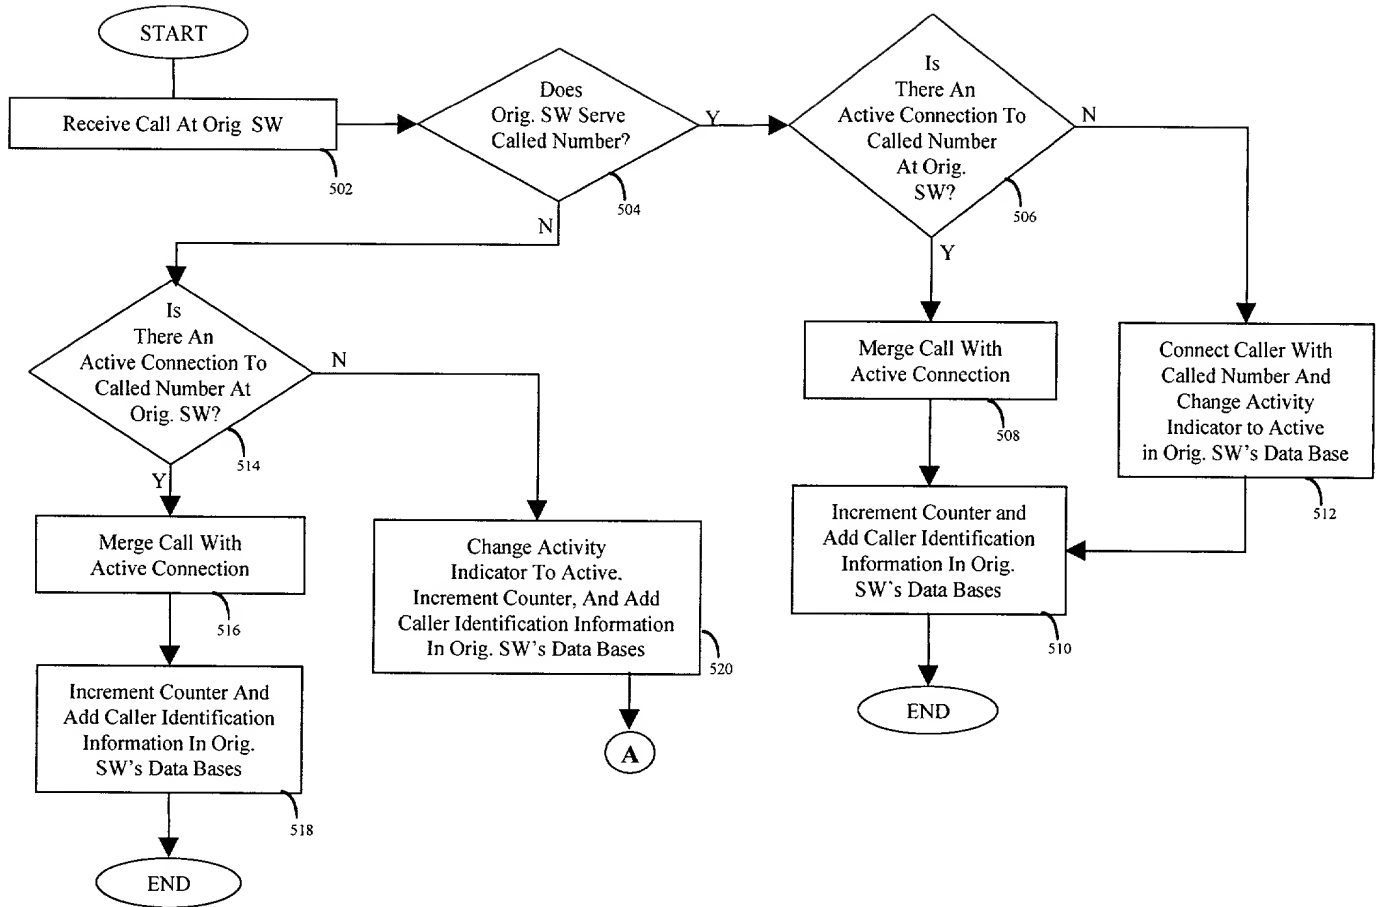 START
Receive Call At Orig SW
502
Does
Orig. SW Serve
Called Number?
504
Y
N
Is
There An
Active Connection To
Called Number
At Orig.
SW?
506
N
Y
Merge Call With
Active Connection
508
Connect Caller With
Called Number And
Change Activity
Indicator to Active
in Orig. SW's Data Base
512
Increment Counter and
Add Caller Identification
Information In Orig.
SW's Data Bases
510
END
Is
There An
Active Connection To
Called Number At
Orig. SW?
514
N
Y
Merge Call With
Active Connection
516
Increment Counter And
Add Caller Identification
Information In Orig.
SW's Data Bases
518
END
Change Activity
Indicator To Active.
Increment Counter, And Add
Caller Identification Information
In Orig. SW's Data Bases
520
A